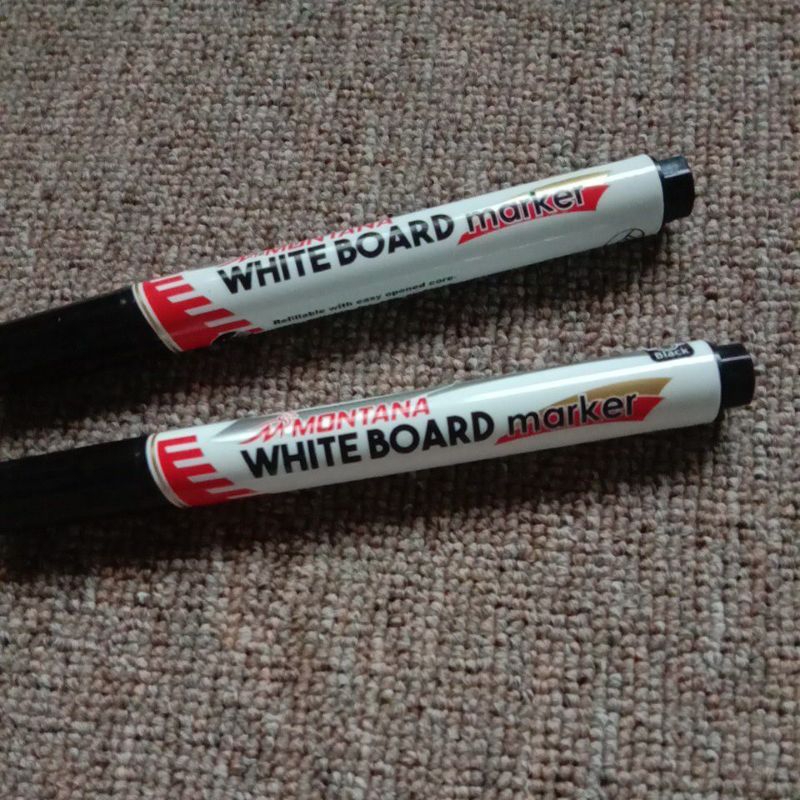 MONTANA
WHITE BOARD marker
Refillable with easy opened core.
Black
MONTANA
WHITE BOARD marker